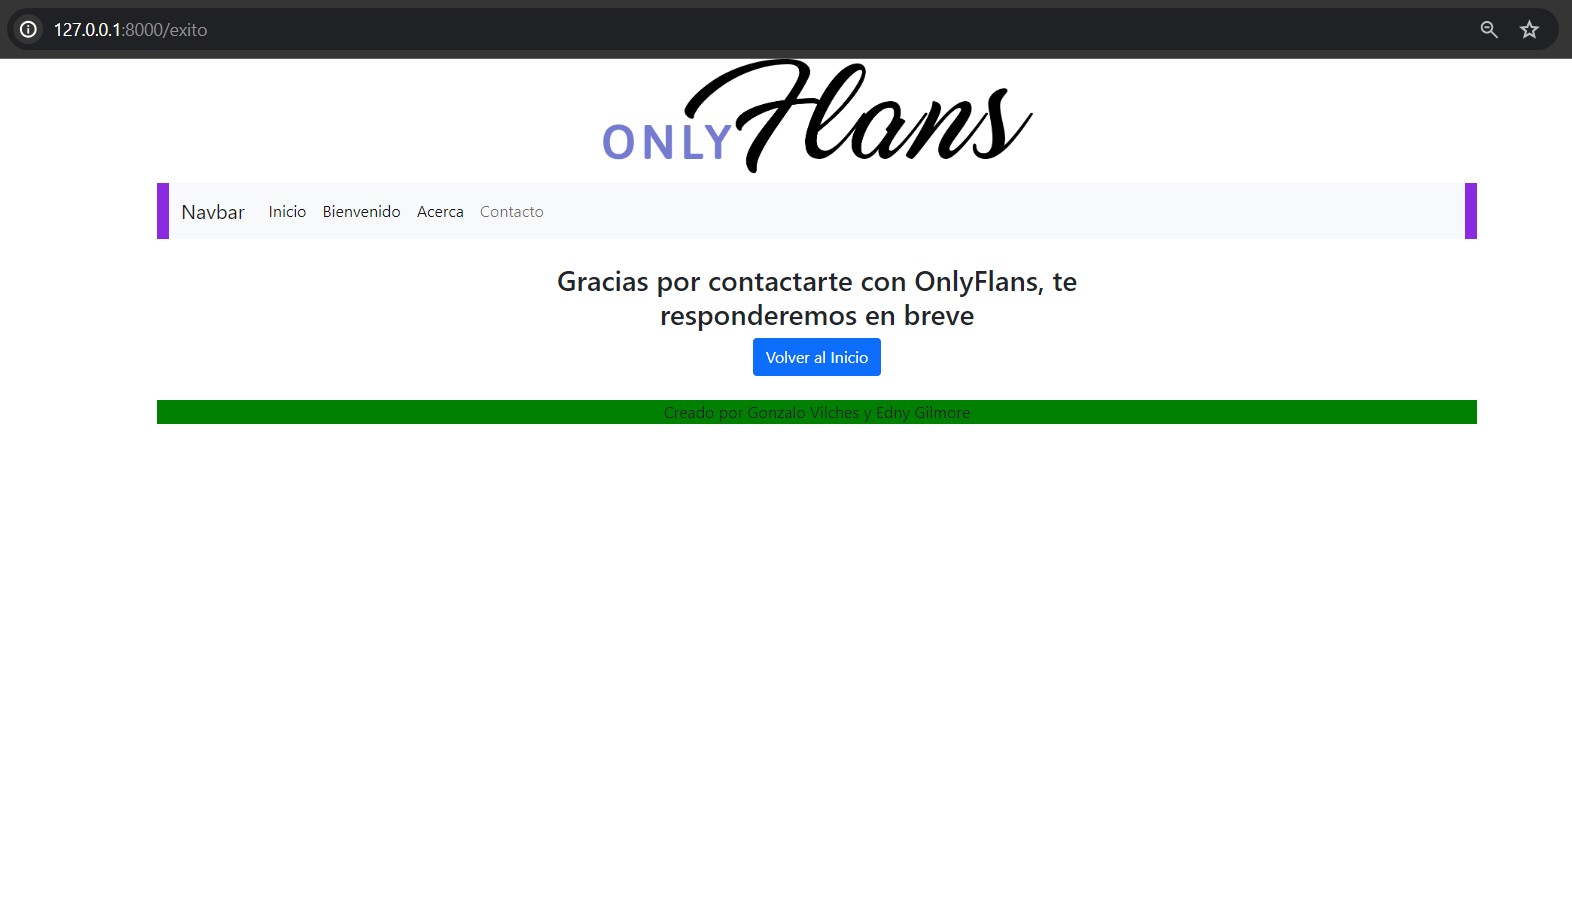 127.0.0.1:8000/exito
ONLY Flans
Navbar Inicio Bienvenido Acerca Contacto
Gracias por contactarte con OnlyFlans, te
responderemos en breve
Volver al Inicio
Creado por Gonzalo Vilches y Edny Gilmore